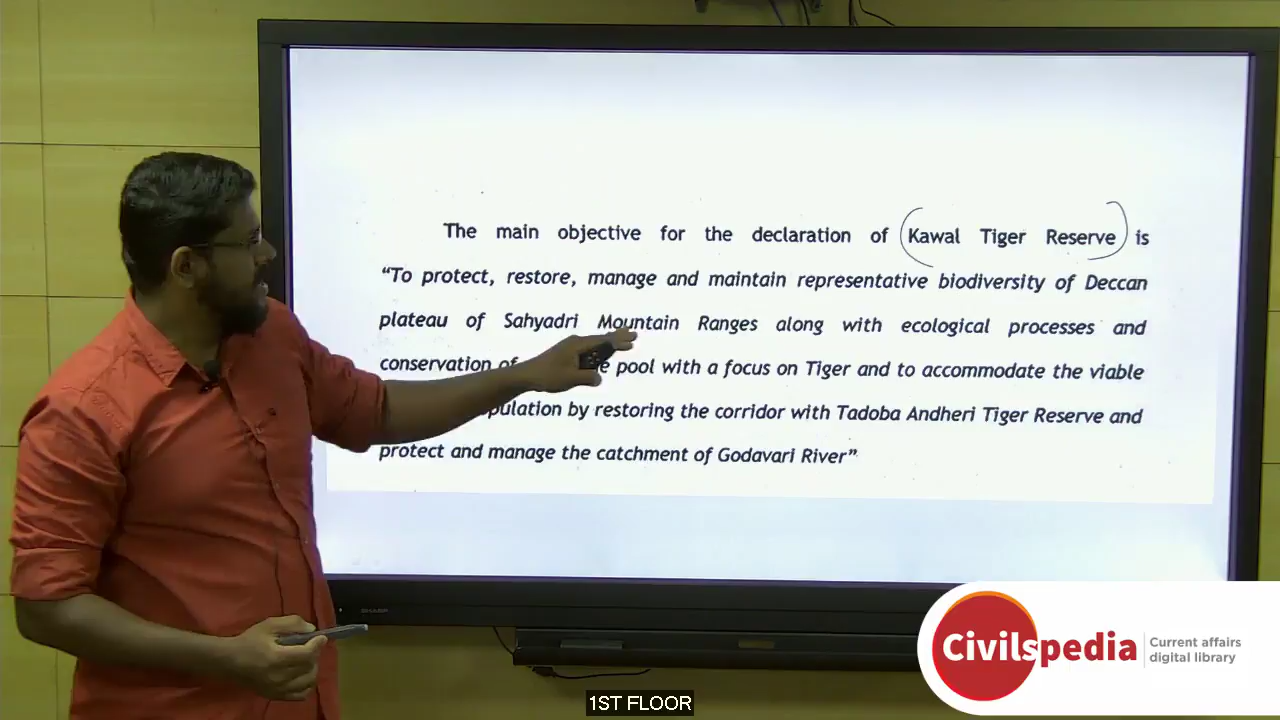 The main objective for the declaration of Kawal Tiger Reserve is
“To protect, restore, manage and maintain representative biodiversity of Deccan
plateau of Sahyadri Mountain Ranges along with ecological processes and
conservation of pool with a focus on Tiger and to accommodate the viable
by restoring the corridor with Tadoba Andheri Tiger Reserve and
protect and manage the catchment of Godavari River”
SHARP
Civilspedia
Current affairs
digital library
1ST FLOOR